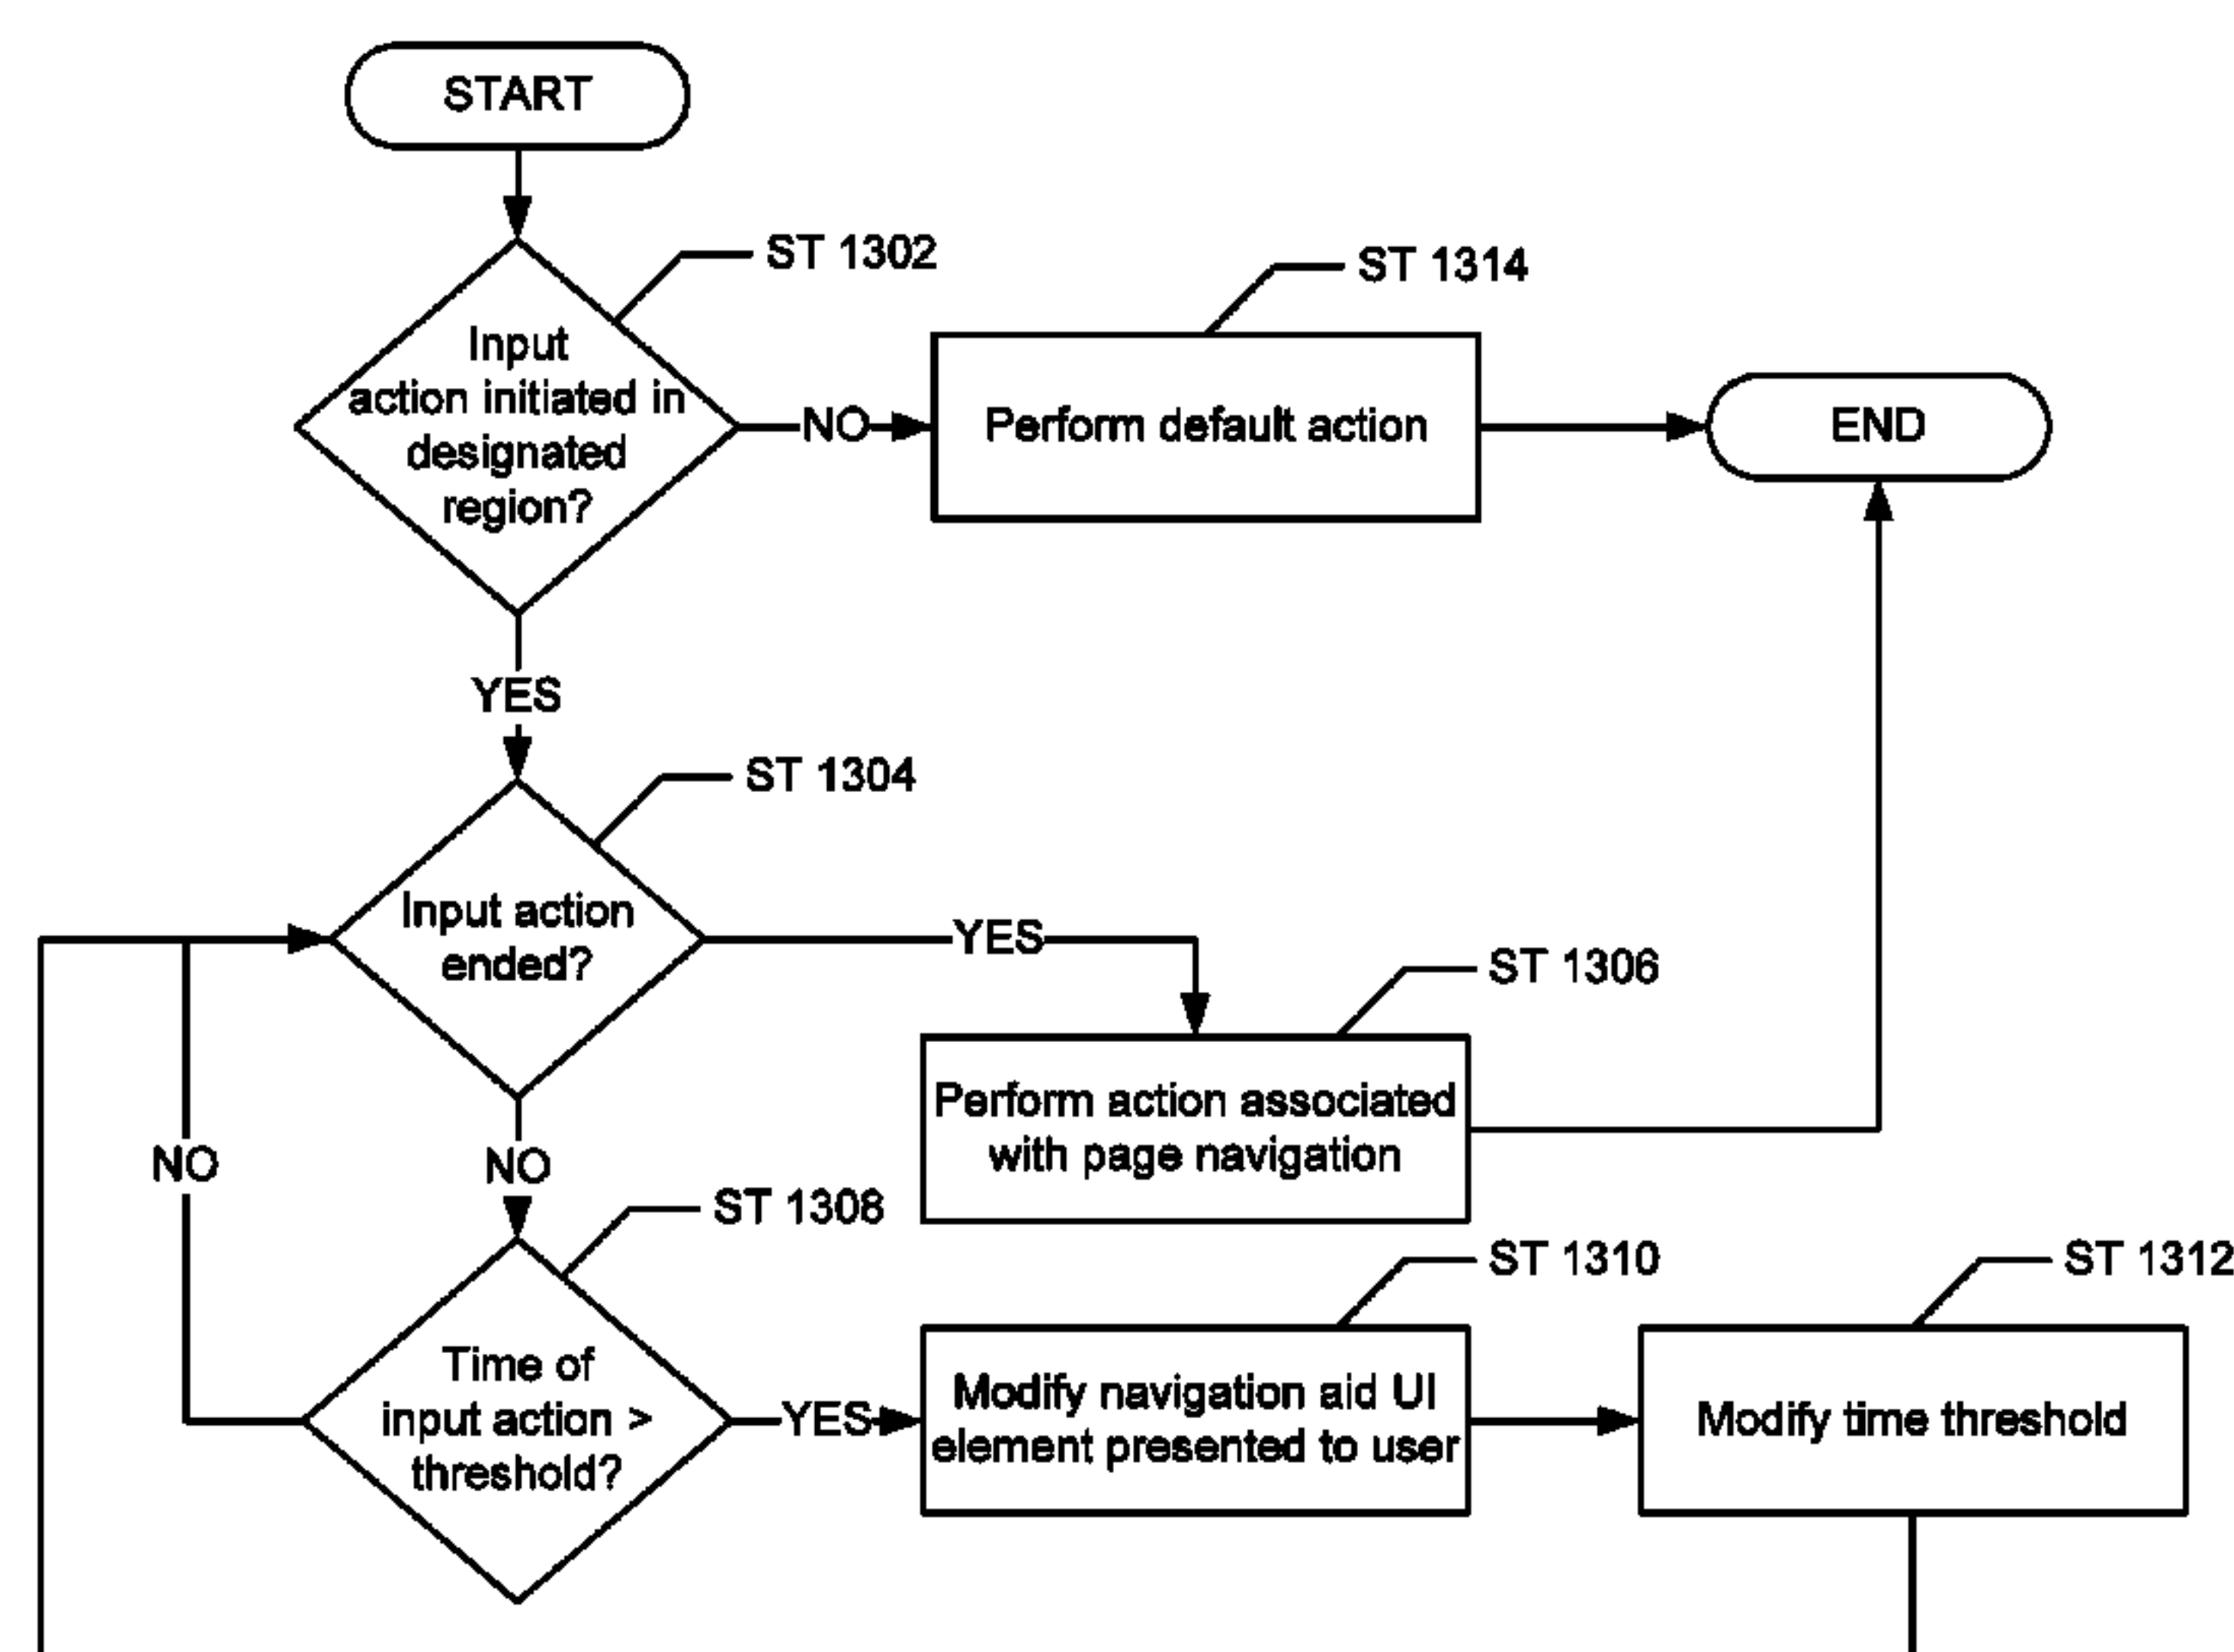 START
ST 1302
ST 1314
Input
action initiated in
designated
region?
NO
Perform default action
END
YES
ST 1304
Input action
ended?
YES
ST 1306
Perform action associated
with page navigation
NO
NO
ST 1308
ST 1310
ST 1312
Time of
input action >
threshold?
YES
Modify navigation aid UI
element presented to user
Modify time threshold